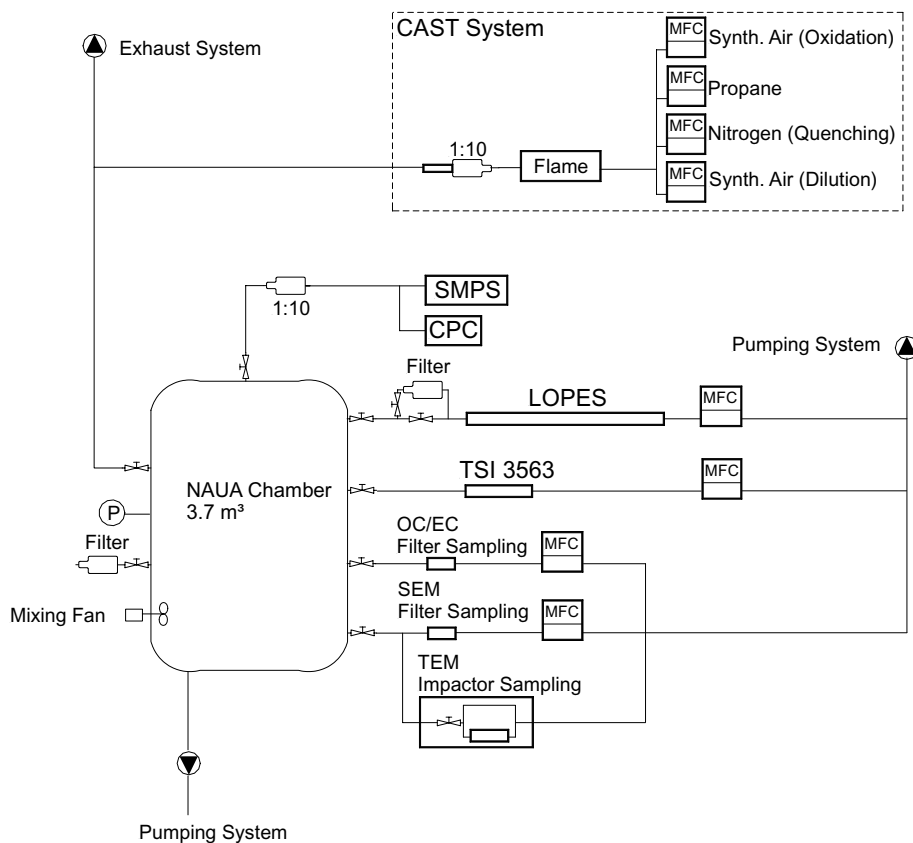 CAST System
Exhaust System
MFC
Synth. Air (Oxidation)
MFC
Propane
MFC
Nitrogen (Quenching)
MFC
Synth. Air (Dilution)
1:10
Flame
1:10
SMPS
CPC
Pumping System
Filter
LOPES
MFC
TSI 3563
MFC
NAUA Chamber
3.7 m³
P
Filter
OC/EC
Filter Sampling
MFC
Mixing Fan
SEM
Filter Sampling
MFC
TEM
Impactor Sampling
Pumping System